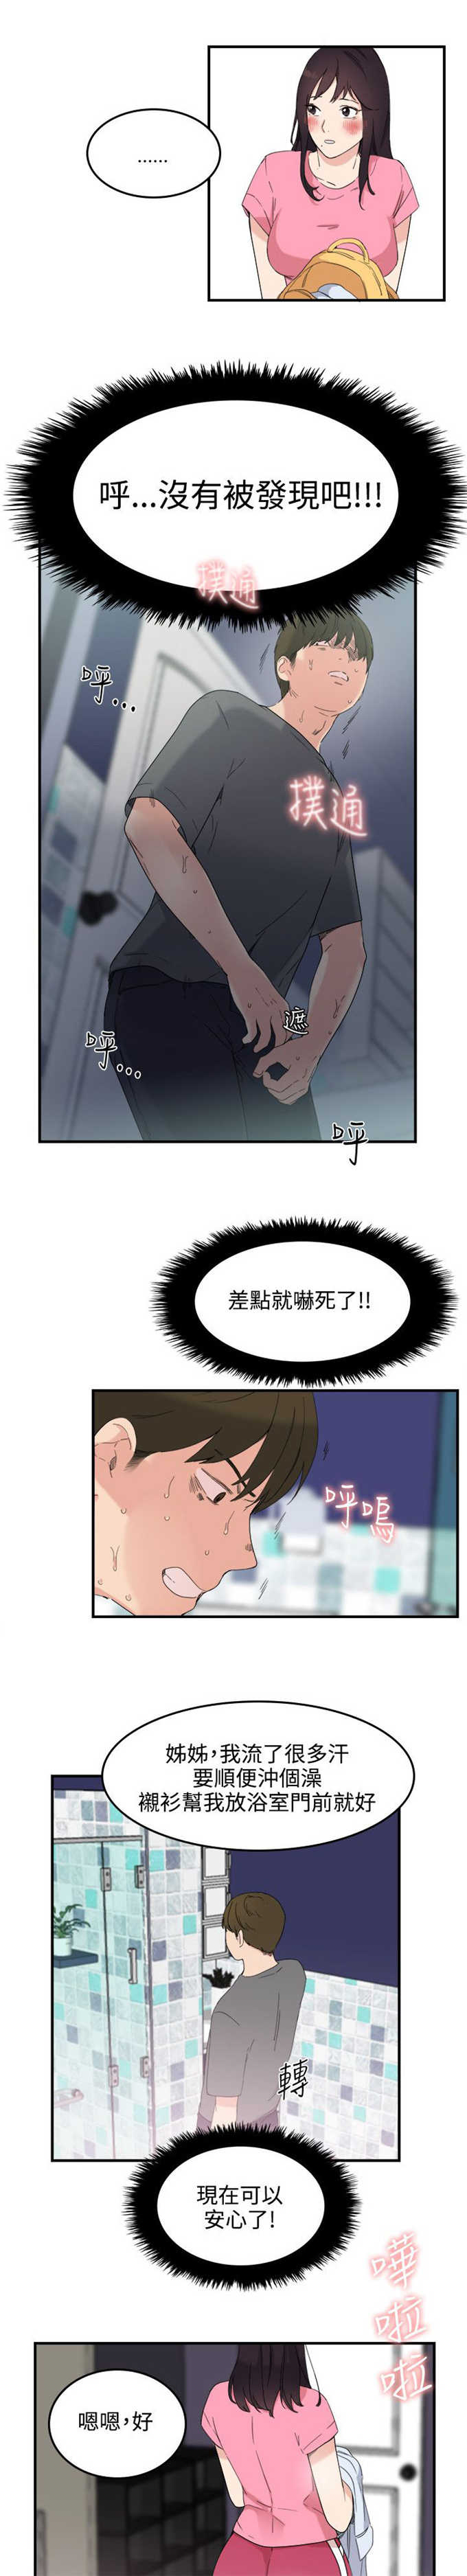 ......
呼...沒有被發現吧!!!
撲通
呼...
撲通
遮
呼...
呼
差點就嚇死了!!
呼嗚
姊姊,我流了很多汗
要順便沖個澡
襯衫幫我放浴室門前就好
轉
現在可以
安心了!
嘩
啦
啦
嗯嗯,好